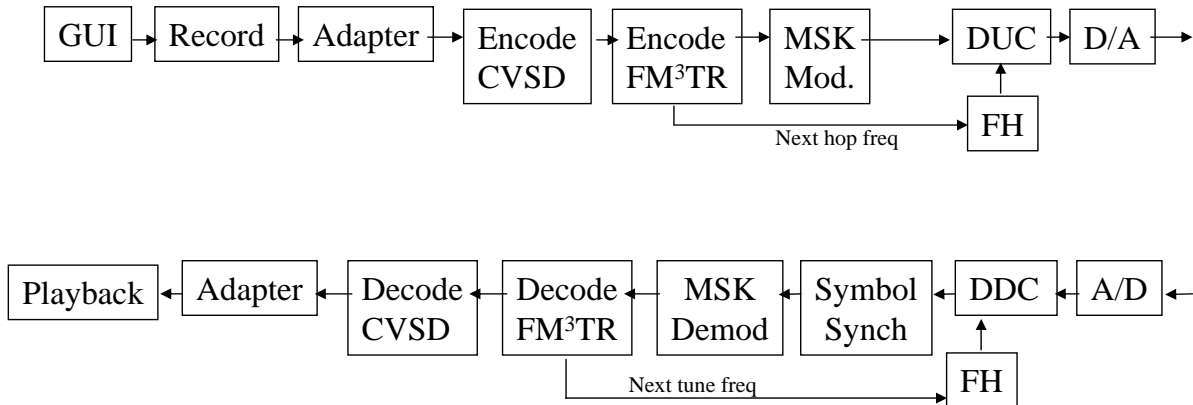 GUI
Record
Adapter
Encode
CVSD
Encode
FM³TR
MSK
Mod.
DUC
D/A
Next hop freq
FH
Playback
Adapter
Decode
CVSD
Decode
FM³TR
MSK
Demod
Symbol
Synch
DDC
A/D
Next tune freq
FH